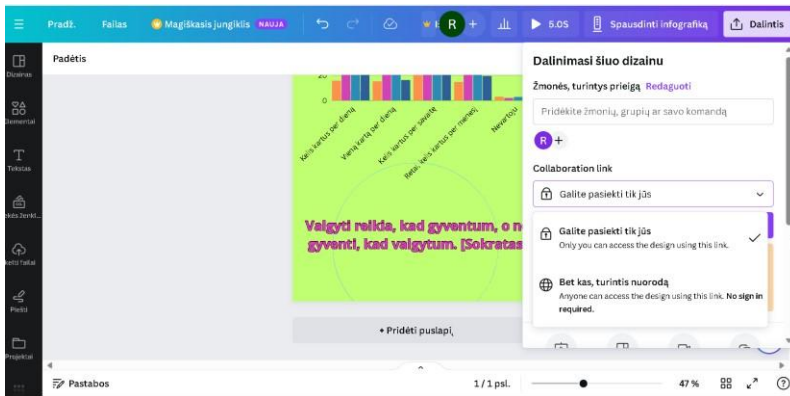 Pradž.
Failas
Magiškasis jungiklis NAUJA
R
+
5.0S
Spausdinti infografiką
Dalintis
Dizainas
Elementai
Tekstas
Įkelti failai
Piešti
Projektai
Padėtis
20
0
Kelis kartus per dieną
Vieną kartą per dieną
Kelis kartus per savaitę
Retai, kelis kartus per mėnesį
Nevartoju
Valgyti reikia, kad gyventum, o n
gyventi, kad valgytum. [Sokratas
+ Pridėti puslapį
Dalinimasi šiuo dizainu
Žmonės, turintys prieigą Redaguoti
Pridėkite žmonių, grupių ar savo komandą
R
+
Collaboration link
Galite pasiekti tik jūs
Galite pasiekti tik jūs
Only you can access the design using this link.
Bet kas, turintis nuorodą
Anyone can access the design using this link. No sign in
required.
Pastabos
1 / 1 psl.
47 %